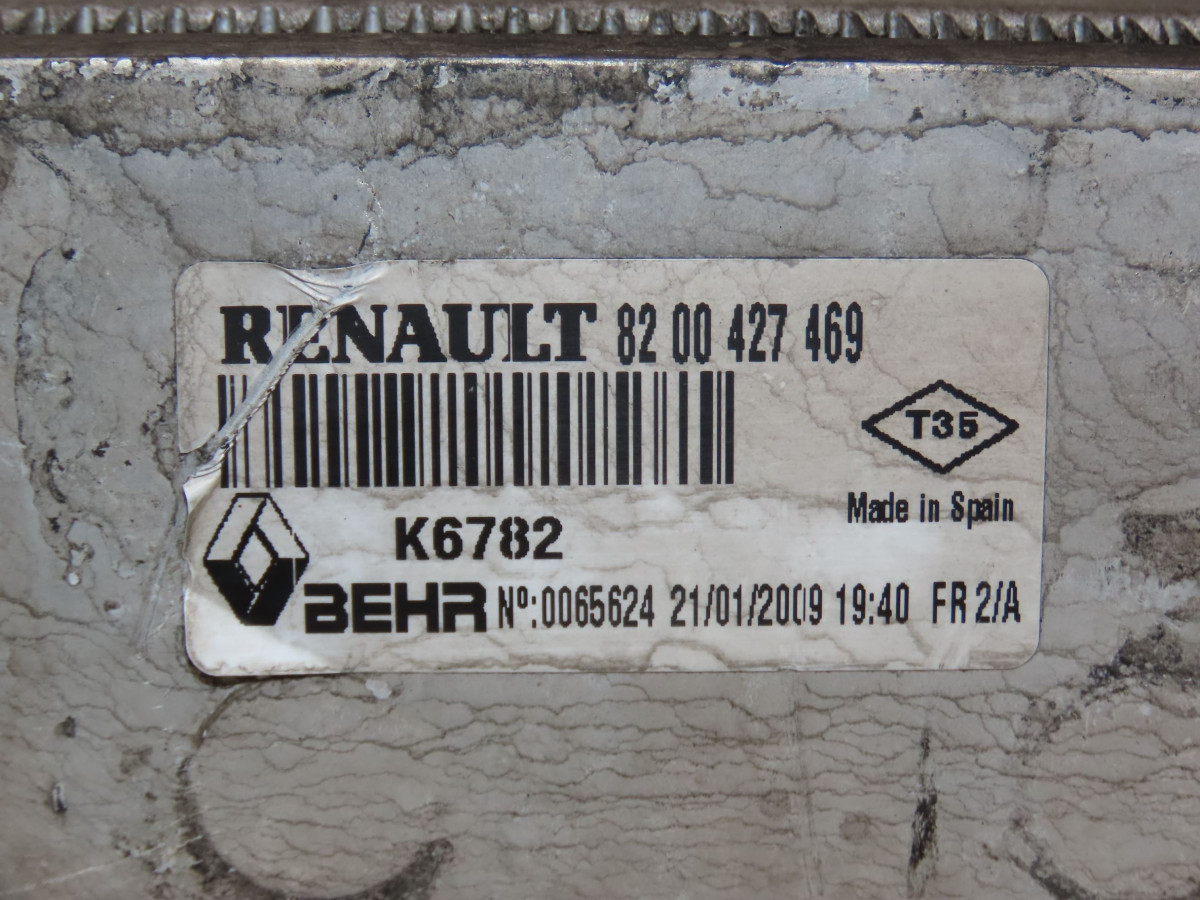 RENAULT 82 00 427 469
T35
Made in Spain
K6782
BEHR Nº:0065624 21/01/2009 19:40 FR 2/A